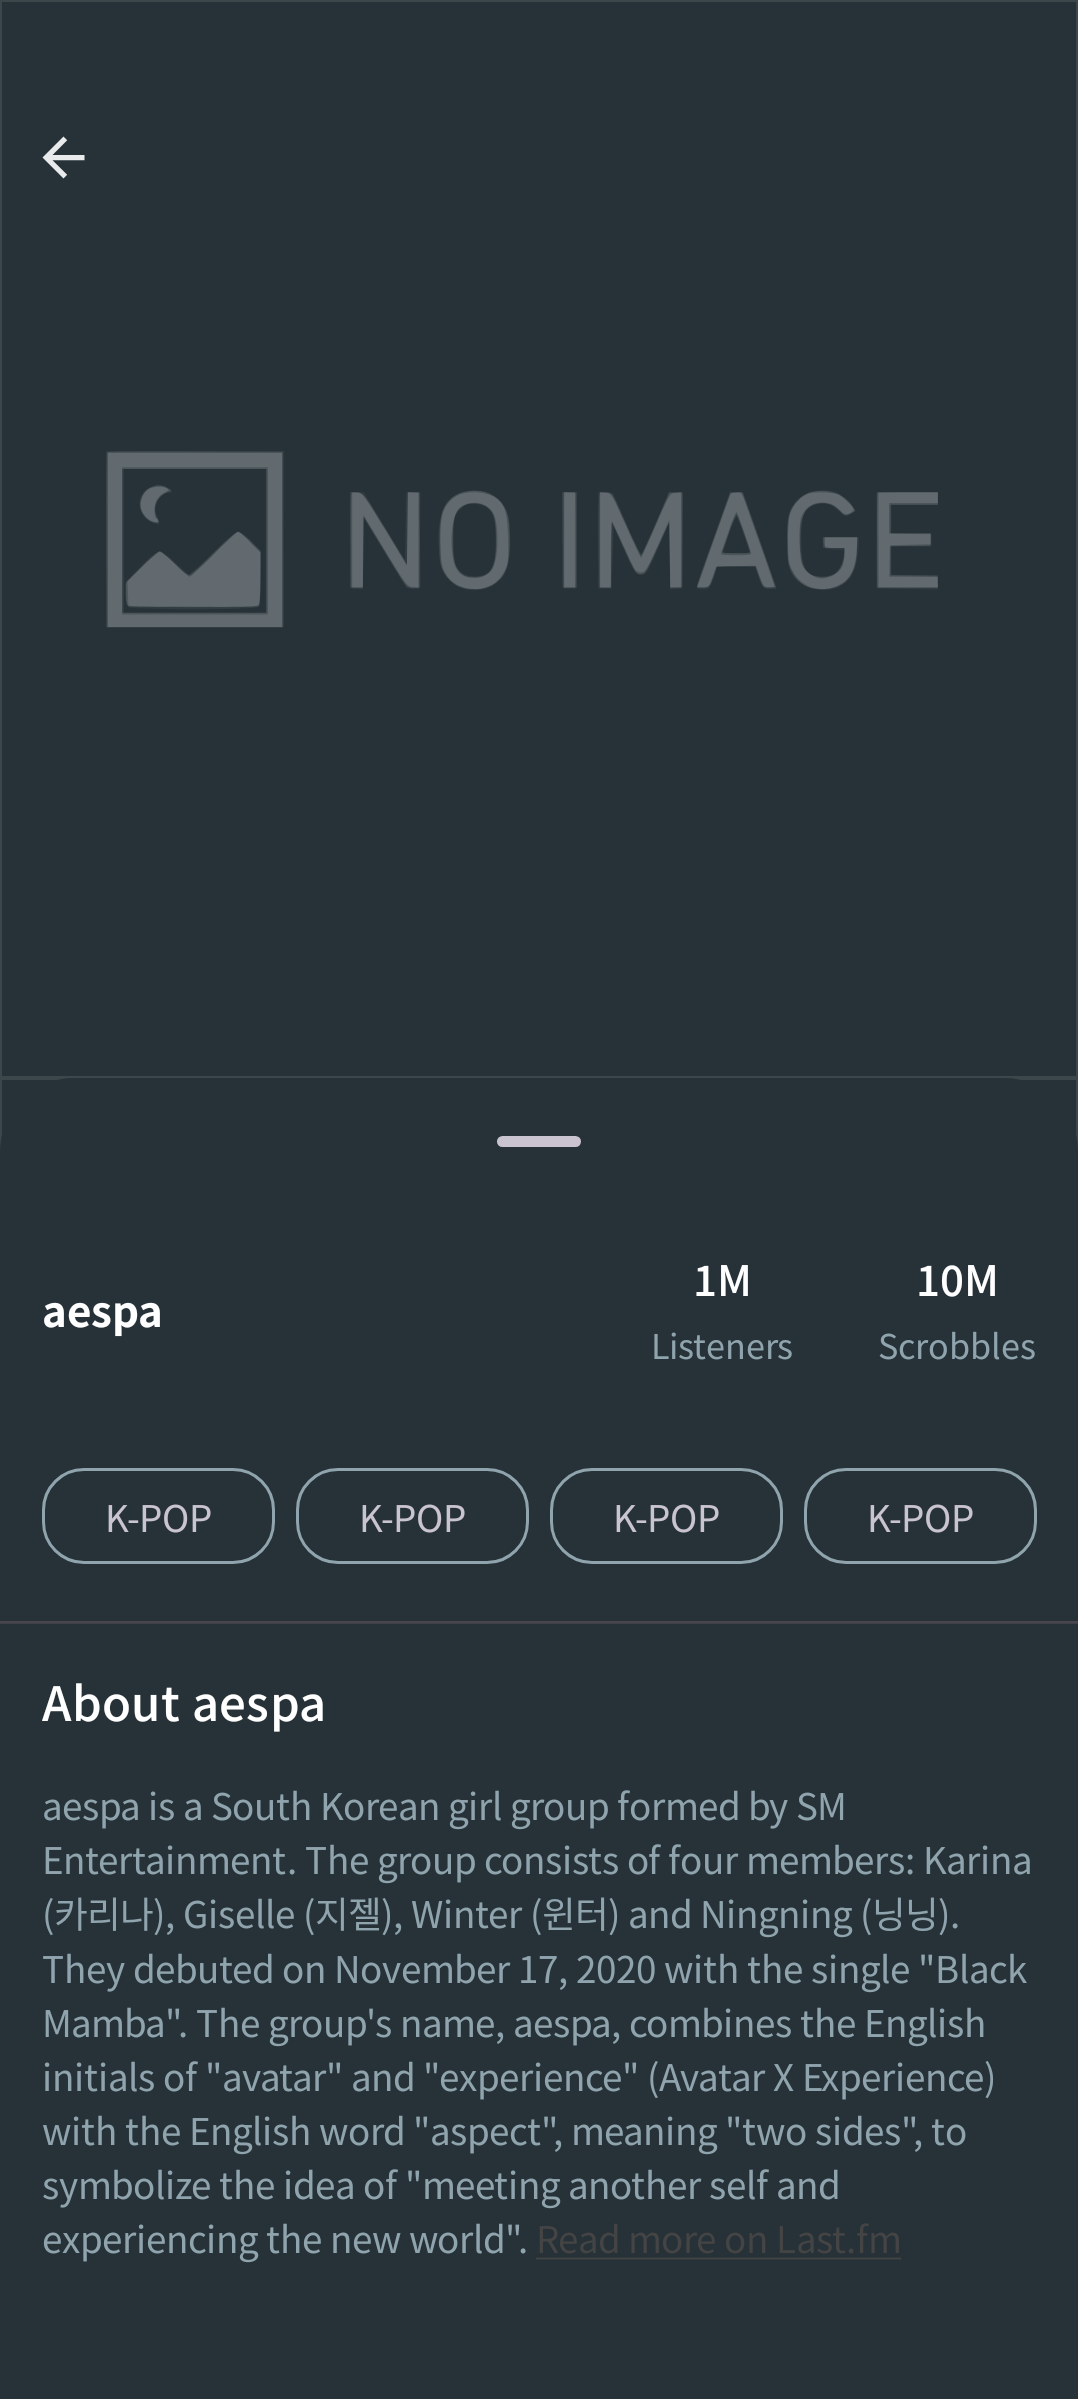 NO IMAGE
aespa
1M
Listeners
10M
Scrobbles
K-POP
K-POP
K-POP
K-POP
About aespa
aespa is a South Korean girl group formed by SM
Entertainment. The group consists of four members: Karina
(카리나), Giselle (지젤), Winter (윈터) and Ningning (닝닝).
They debuted on November 17, 2020 with the single "Black
Mamba". The group's name, aespa, combines the English
initials of "avatar" and "experience" (Avatar X Experience)
with the English word "aspect", meaning "two sides", to
symbolize the idea of "meeting another self and
experiencing the new world". Read more on Last.fm